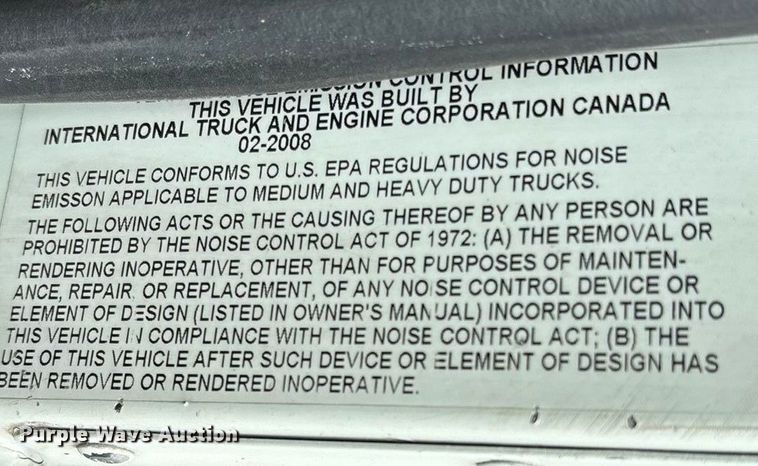 EMISSION CONTROL INFORMATION
THIS VEHICLE WAS BUILT BY
INTERNATIONAL TRUCK AND ENGINE CORPORATION CANADA
02-2008
THIS VEHICLE CONFORMS TO U.S. EPA REGULATIONS FOR NOISE
EMISSON APPLICABLE TO MEDIUM AND HEAVY DUTY TRUCKS.
THE FOLLOWING ACTS OR THE CAUSING THEREOF BY ANY PERSON ARE
PROHIBITED BY THE NOISE CONTROL ACT OF 1972: (A) THE REMOVAL OR
RENDERING INOPERATIVE, OTHER THAN FOR PURPOSES OF MAINTEN-
ANCE, REPAIR OR REPLACEMENT, OF ANY NOISE CONTROL DEVICE OR
ELEMENT OF DESIGN (LISTED IN OWNER'S MANUAL) INCORPORATED INTO
THIS VEHICLE IN COMPLIANCE WITH THE NOISE CONTROL ACT; (B) THE
USE OF THIS VEHICLE AFTER SUCH DEVICE OR ELEMENT OF DESIGN HAS
BEEN REMOVED OR RENDERED INOPERATIVE.
Purple Wave Auction